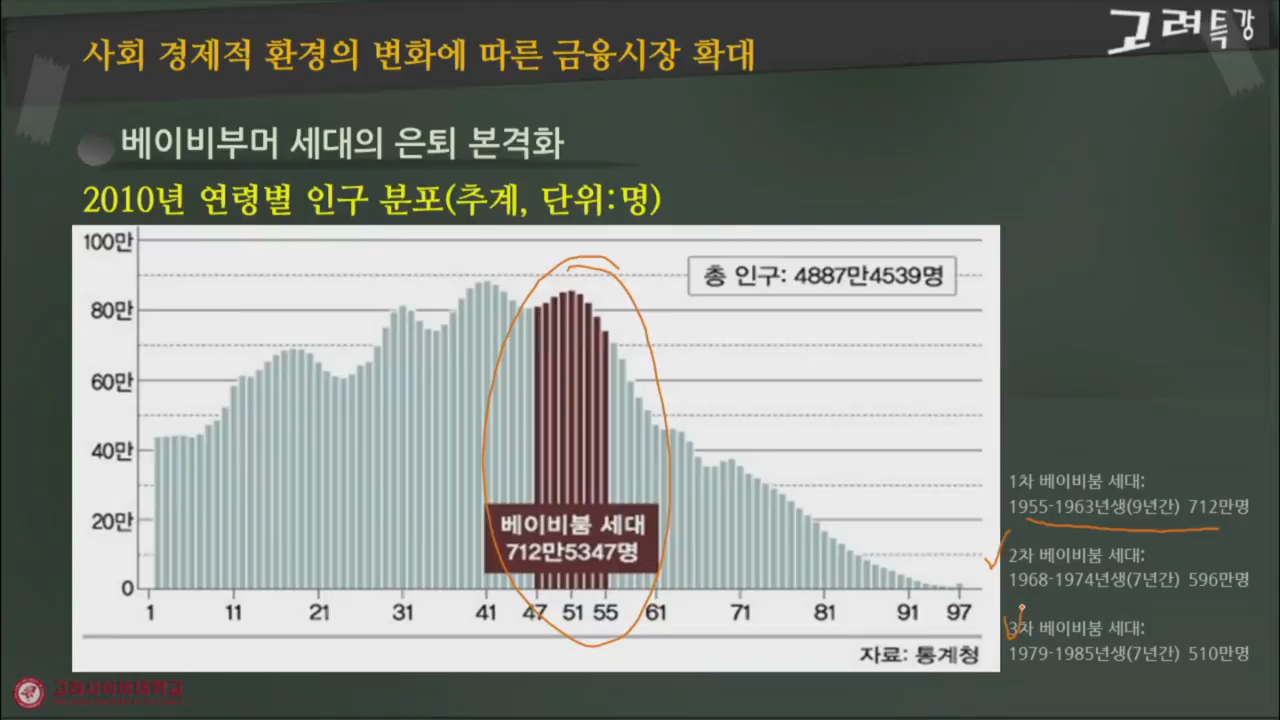 고려특강
사회 경제적 환경의 변화에 따른 금융시장 확대
베이비부머 세대의 은퇴 본격화
2010년 연령별 인구 분포(추계, 단위:명)
100만
80만
60만
40만
20만
0
총 인구: 4887만4539명
베이비붐 세대
712만5347명
1 11 21 31 41 47 51 55 61 71 81 91 97
자료: 통계청
1차 베이비붐 세대:
1955-1963년생(9년간) 712만명
2차 베이비붐 세대:
1968-1974년생(7년간) 596만명
3차 베이비붐 세대:
1979-1985년생(7년간) 510만명
고려사이버대학교